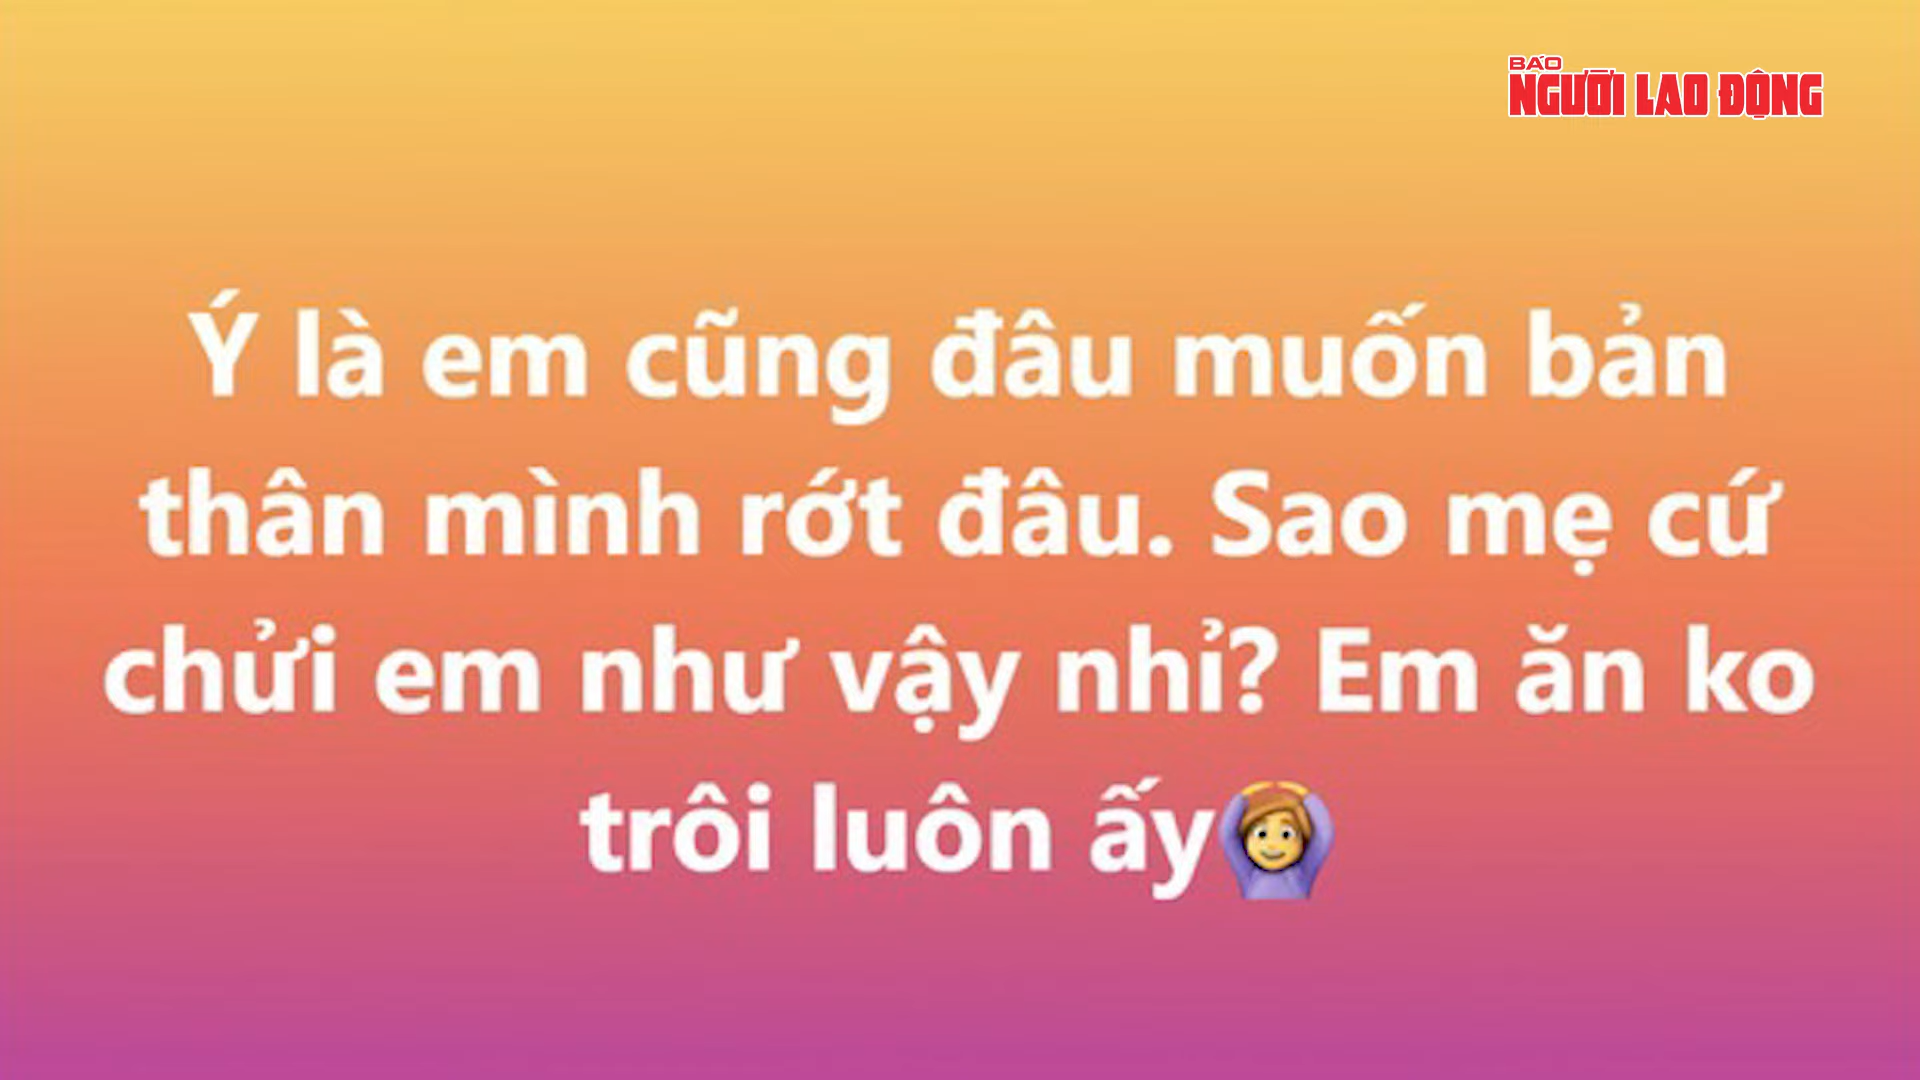 BÁO
NGƯỜI LAO ĐỘNG
Ý là em cũng đâu muốn bản
thân mình rớt đâu. Sao mẹ cứ
chửi em như vậy nhỉ? Em ăn ko
trôi luôn ấy🙆